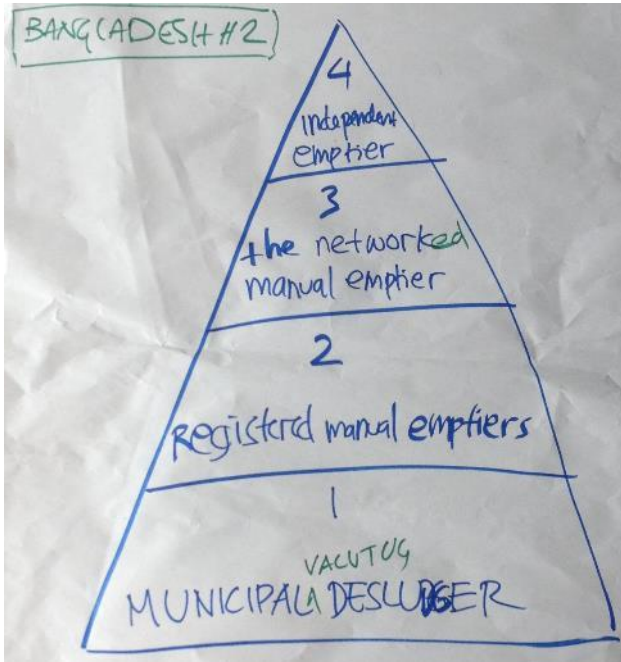 BANGLADESH #2
4
independent
emptier
3
the networked
manual emptier
2
Registered manual emptiers
1
VACUTUG
MUNICIPAL DESLUDGER